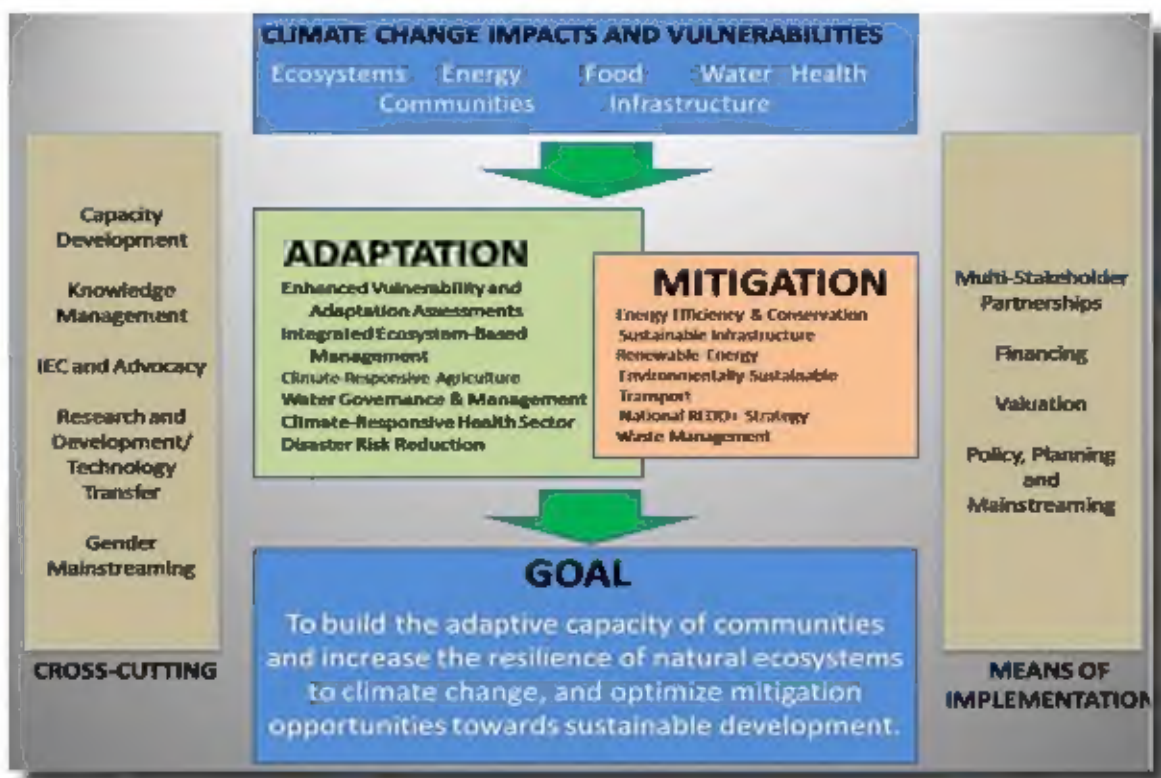 CLIMATE CHANGE IMPACTS AND VULNERABILITIES
Ecosystems Energy Food Water Health
Communities Infrastructure
Capacity
Development
Knowledge
Management
IEC and Advocacy
Research and
Development/
Technology
Transfer
Gender
Mainstreaming
CROSS-CUTTING
ADAPTATION
Enhanced Vulnerability and
Adaptation Assessments
Integrated Ecosystem-Based
Management
Climate-Responsive Agriculture
Water Governance & Management
Climate-Responsive Health Sector
Disaster Risk Reduction
MITIGATION
Energy Efficiency & Conservation
Sustainable Infrastructure
Renewable Energy
Environmentally Sustainable
Transport
National REDD+ Strategy
Waste Management
Multi-Stakeholder
Partnerships
Financing
Valuation
Policy, Planning
and
Mainstreaming
MEANS OF
IMPLEMENTATION
GOAL
To build the adaptive capacity of communities
and increase the resilience of natural ecosystems
to climate change, and optimize mitigation
opportunities towards sustainable development.